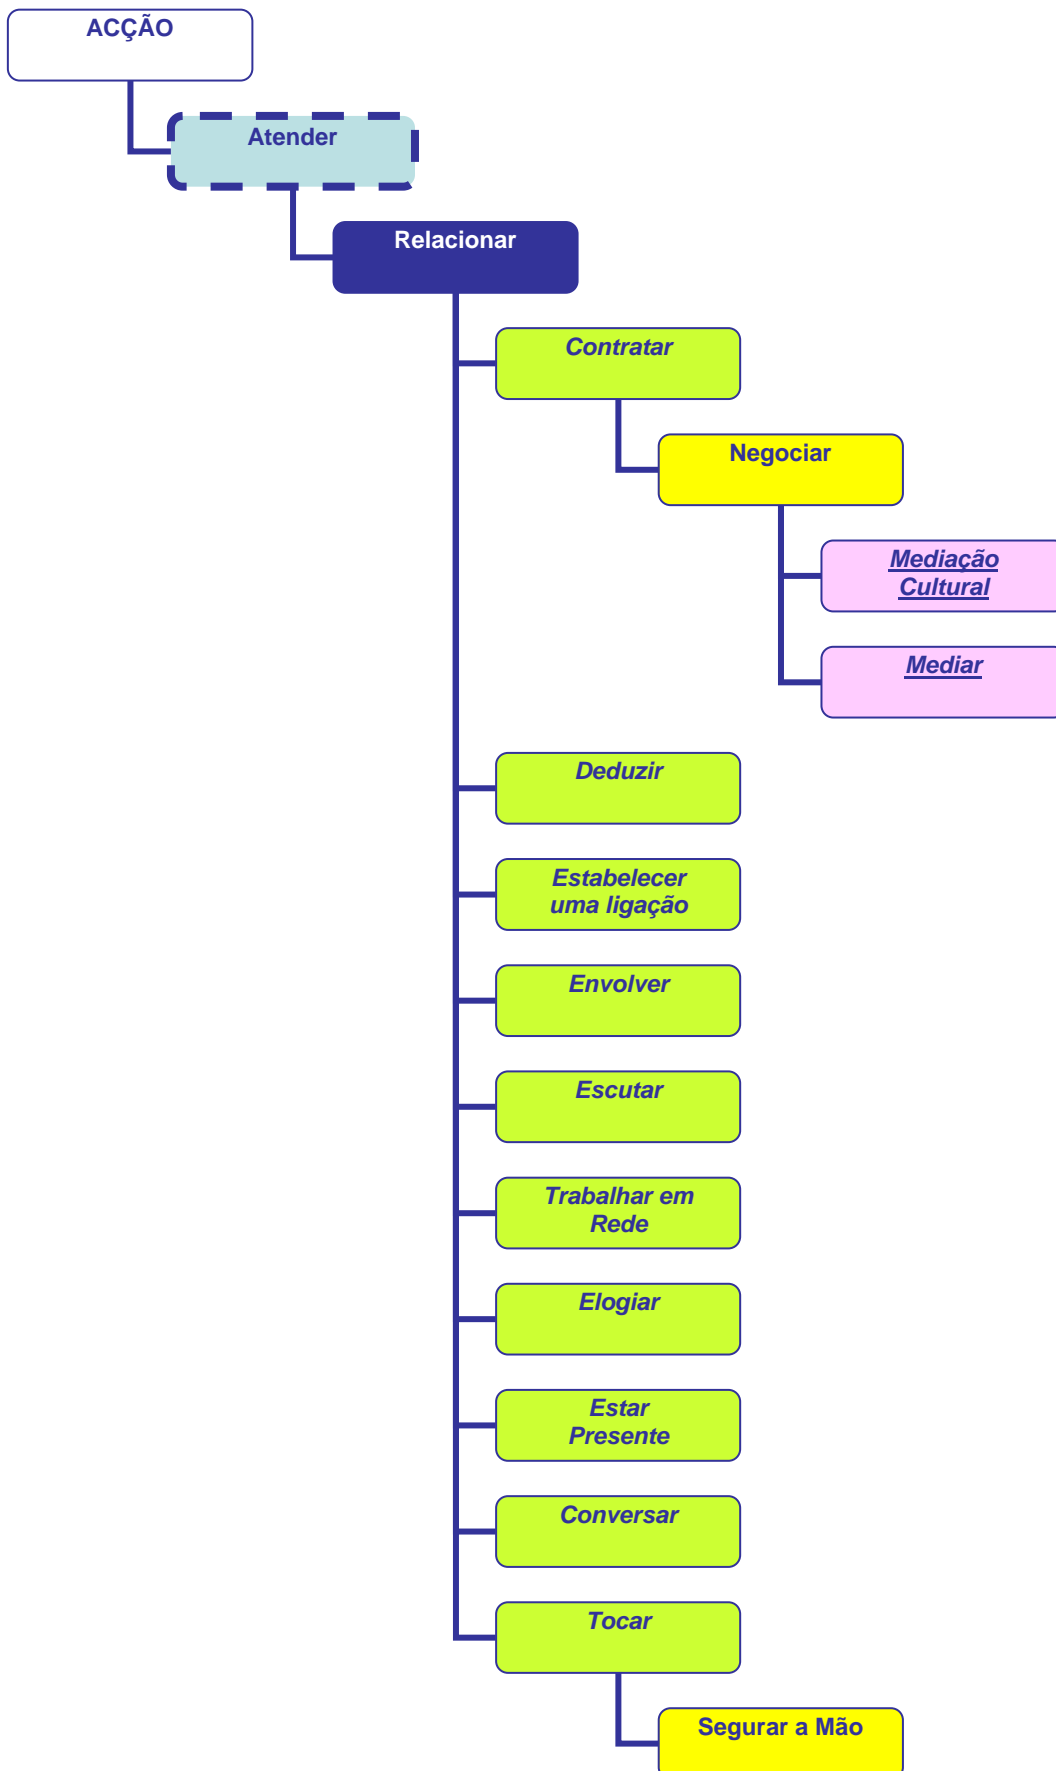 ACÇÃO
Atender
Relacionar
Contratar
Negociar
Mediação
Cultural
Mediar
Deduzir
Estabelecer
uma ligação
Envolver
Escutar
Trabalhar em
Rede
Elogiar
Estar
Presente
Conversar
Tocar
Segurar a Mão